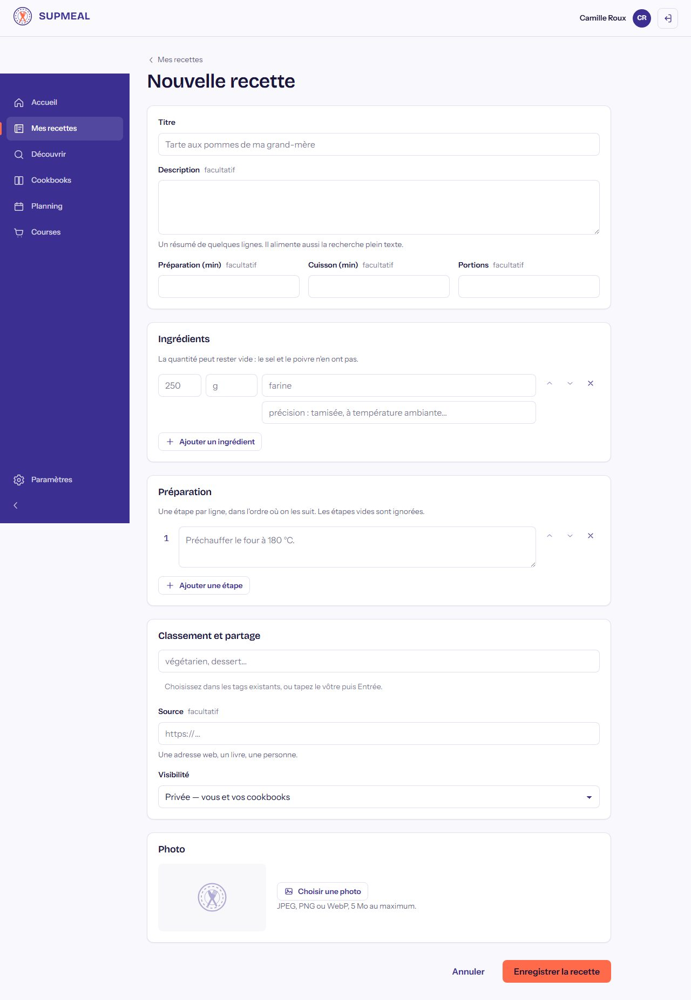 SUPMEAL
Camille Roux
CR
Mes recettes
Nouvelle recette
Accueil
Mes recettes
Découvrir
Cookbooks
Planning
Courses
Paramètres
Titre
Tarte aux pommes de ma grand-mère
Description facultatif
Un résumé de quelques lignes. Il alimente aussi la recherche plein texte.
Préparation (min) facultatif
Cuisson (min) facultatif
Portions facultatif
Ingrédients
La quantité peut rester vide : le sel et le poivre n'en ont pas.
250
g
farine
précision : tamisée, à température ambiante...
Ajouter un ingrédient
Préparation
Une étape par ligne, dans l'ordre où on les suit. Les étapes vides sont ignorées.
1
Préchauffer le four à 180 °C.
Ajouter une étape
Classement et partage
végétarien, dessert...
Choisissez dans les tags existants, ou tapez le vôtre puis Entrée.
Source facultatif
https://...
Une adresse web, un livre, une personne.
Visibilité
Privée — vous et vos cookbooks
Photo
Choisir une photo
JPEG, PNG ou WebP, 5 Mo au maximum.
Annuler
Enregistrer la recette